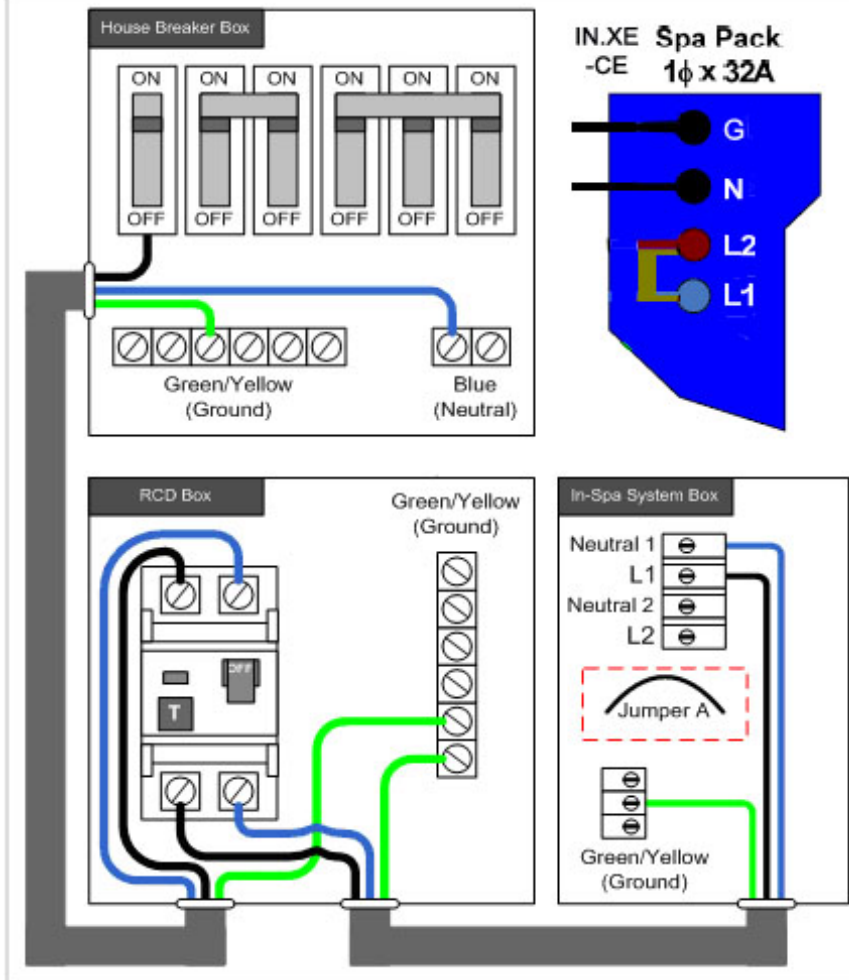 House Breaker Box
ON ON ON ON ON ON
OFF OFF OFF OFF OFF OFF
Green/Yellow
(Ground)
Blue
(Neutral)
IN.XE
-CE
Spa Pack
1ϕ x 32A
G
N
L2
L1
RCD Box
Green/Yellow
(Ground)
OFF
T
In-Spa System Box
Neutral 1
L1
Neutral 2
L2
Jumper A
Green/Yellow
(Ground)